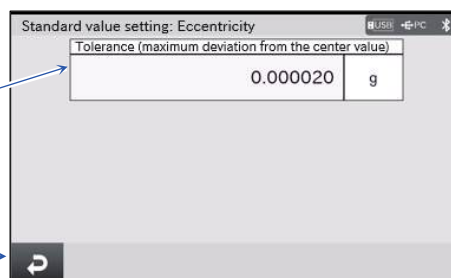 Standard value setting: Eccentricity
USB PC
Tolerance (maximum deviation from the center value)
0.000020 g